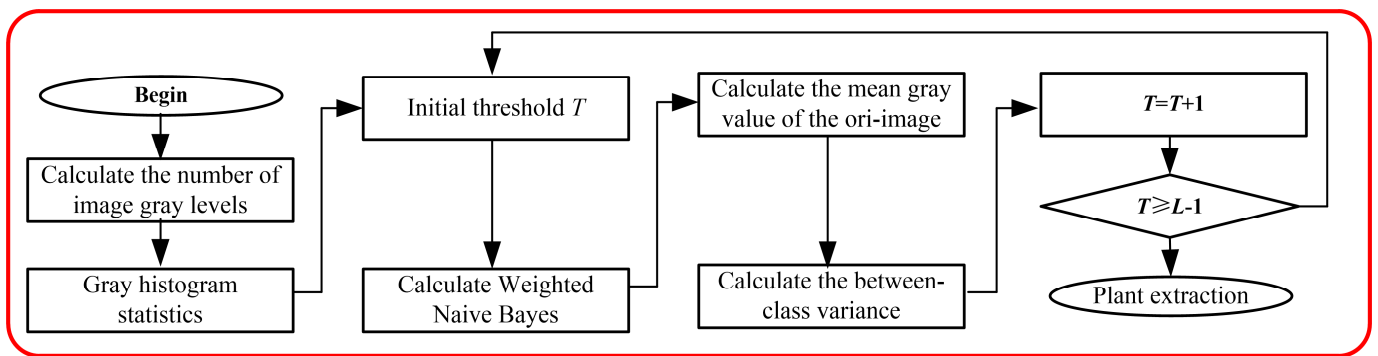 Begin
Calculate the number of
image gray levels
Gray histogram
statistics
Initial threshold T
Calculate Weighted
Naive Bayes
Calculate the mean gray
value of the ori-image
Calculate the between-
class variance
T=T+1
T⩾L-1
Plant extraction